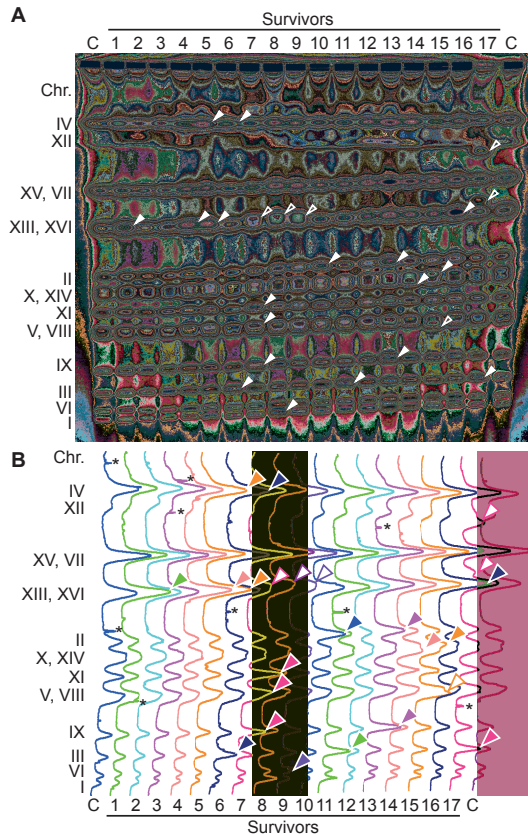 Survivors
A
C 1 2 3 4 5 6 7 8 9 10 11 12 13 14 15 16 17 C
Chr.
IV
XII
XV, VII
XIII, XVI
II
X, XIV
XI
V, VIII
IX
III
VI
I
B
Chr.
IV
XII
XV, VII
XIII, XVI
II
X, XIV
XI
V, VIII
IX
III
VI
I
* * * * * * * * * *
C 1 2 3 4 5 6 7 8 9 10 11 12 13 14 15 16 17 C
Survivors